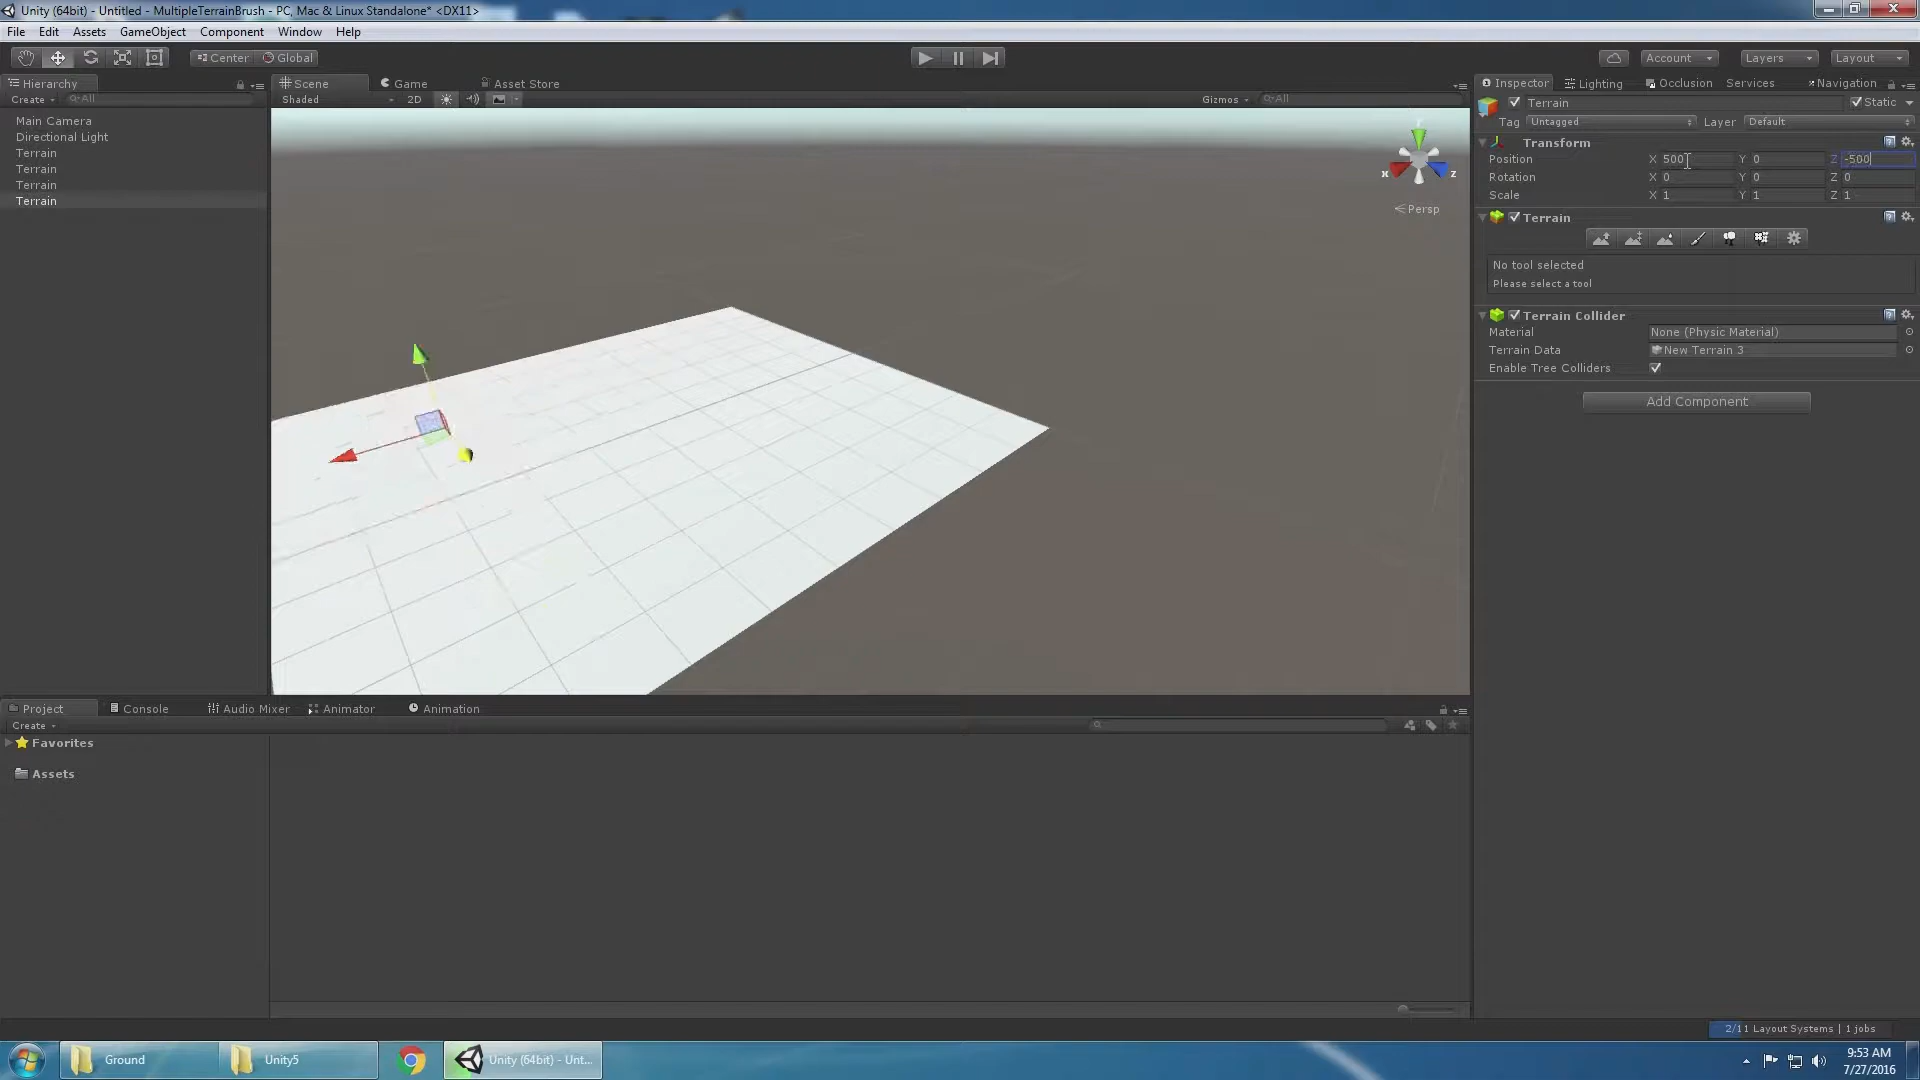 Unity (64bit) - Untitled - MultipleTerrainBrush - PC, Mac & Linux Standalone* <DX11>
File Edit Assets GameObject Component Window Help
Center Global Account Layers Layout
Hierarchy
Create All
Main Camera
Directional Light
Terrain
Terrain
Terrain
Terrain
Scene Game Asset Store
Shaded 2D Gizmos All
x z
Persp
Inspector Lighting Occlusion Services Navigation
Terrain Static
Tag Untagged Layer Default
Transform
Position X 500 Y 0 Z -500
Rotation X 0 Y 0 Z 0
Scale X 1 Y 1 Z 1
Terrain
No tool selected
Please select a tool
Terrain Collider
Material None (Physic Material)
Terrain Data New Terrain 3
Enable Tree Colliders
Add Component
Project Console Audio Mixer Animator Animation
Create
Favorites
Assets
2/11 Layout Systems | 1 jobs
Ground Unity5 Unity (64bit) - Unt...
9:53 AM
7/27/2016